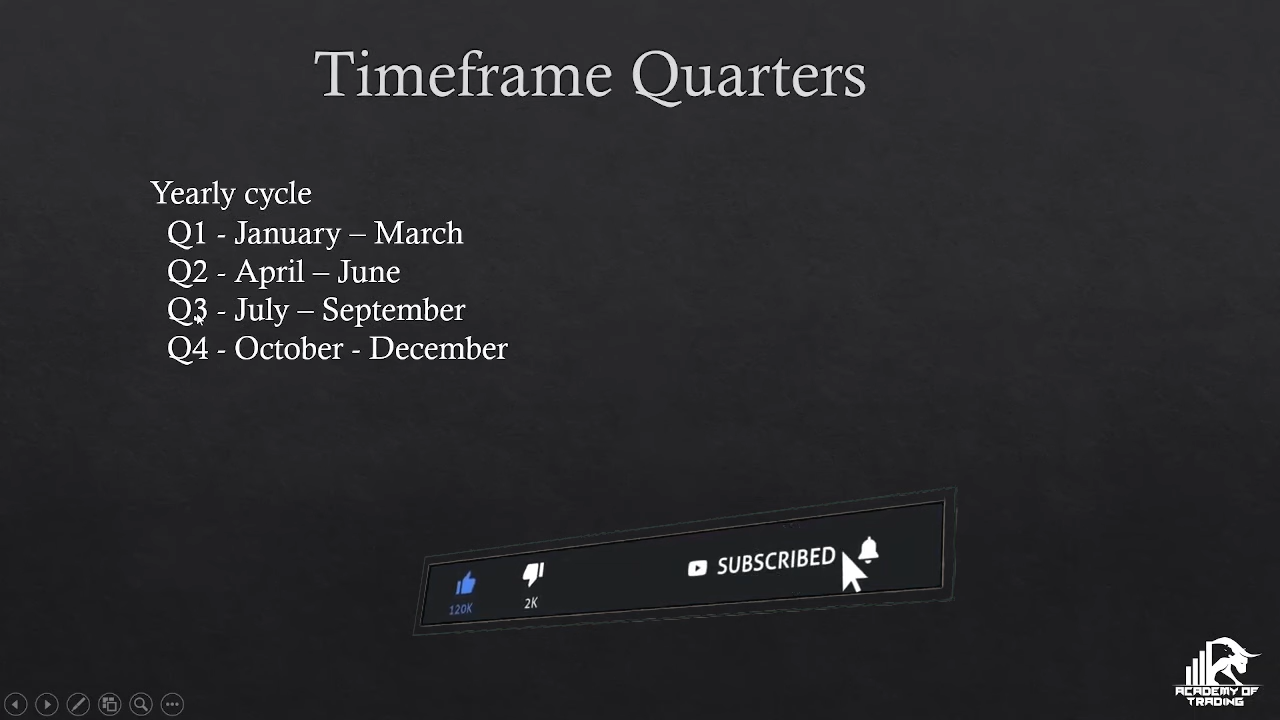 Timeframe Quarters
Yearly cycle
Q1 - January – March
Q2 - April – June
Q3 - July – September
Q4 - October - December
120K
2K
SUBSCRIBED
ACADEMY OF
TRADING